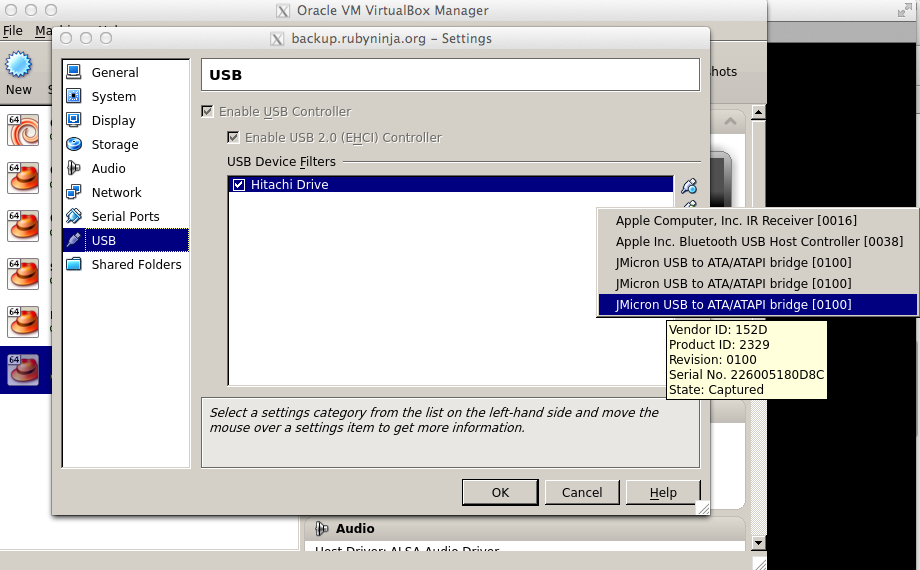 Oracle VM VirtualBox Manager
File
backup.rubyninja.org – Settings
New
General
System
Display
Storage
Audio
Network
Serial Ports
USB
Shared Folders
USB
Enable USB Controller
Enable USB 2.0 (EHCI) Controller
USB Device Filters
Hitachi Drive
Apple Computer, Inc. IR Receiver [0016]
Apple Inc. Bluetooth USB Host Controller [0038]
JMicron USB to ATA/ATAPI bridge [0100]
JMicron USB to ATA/ATAPI bridge [0100]
JMicron USB to ATA/ATAPI bridge [0100]
Vendor ID: 152D
Product ID: 2329
Revision: 0100
Serial No. 226005180D8C
State: Captured
Select a settings category from the list on the left-hand side and move the
mouse over a settings item to get more information.
OK
Cancel
Help
64
64
64
64
64
64
Audio
Host Driver: ALSA Audio Driver